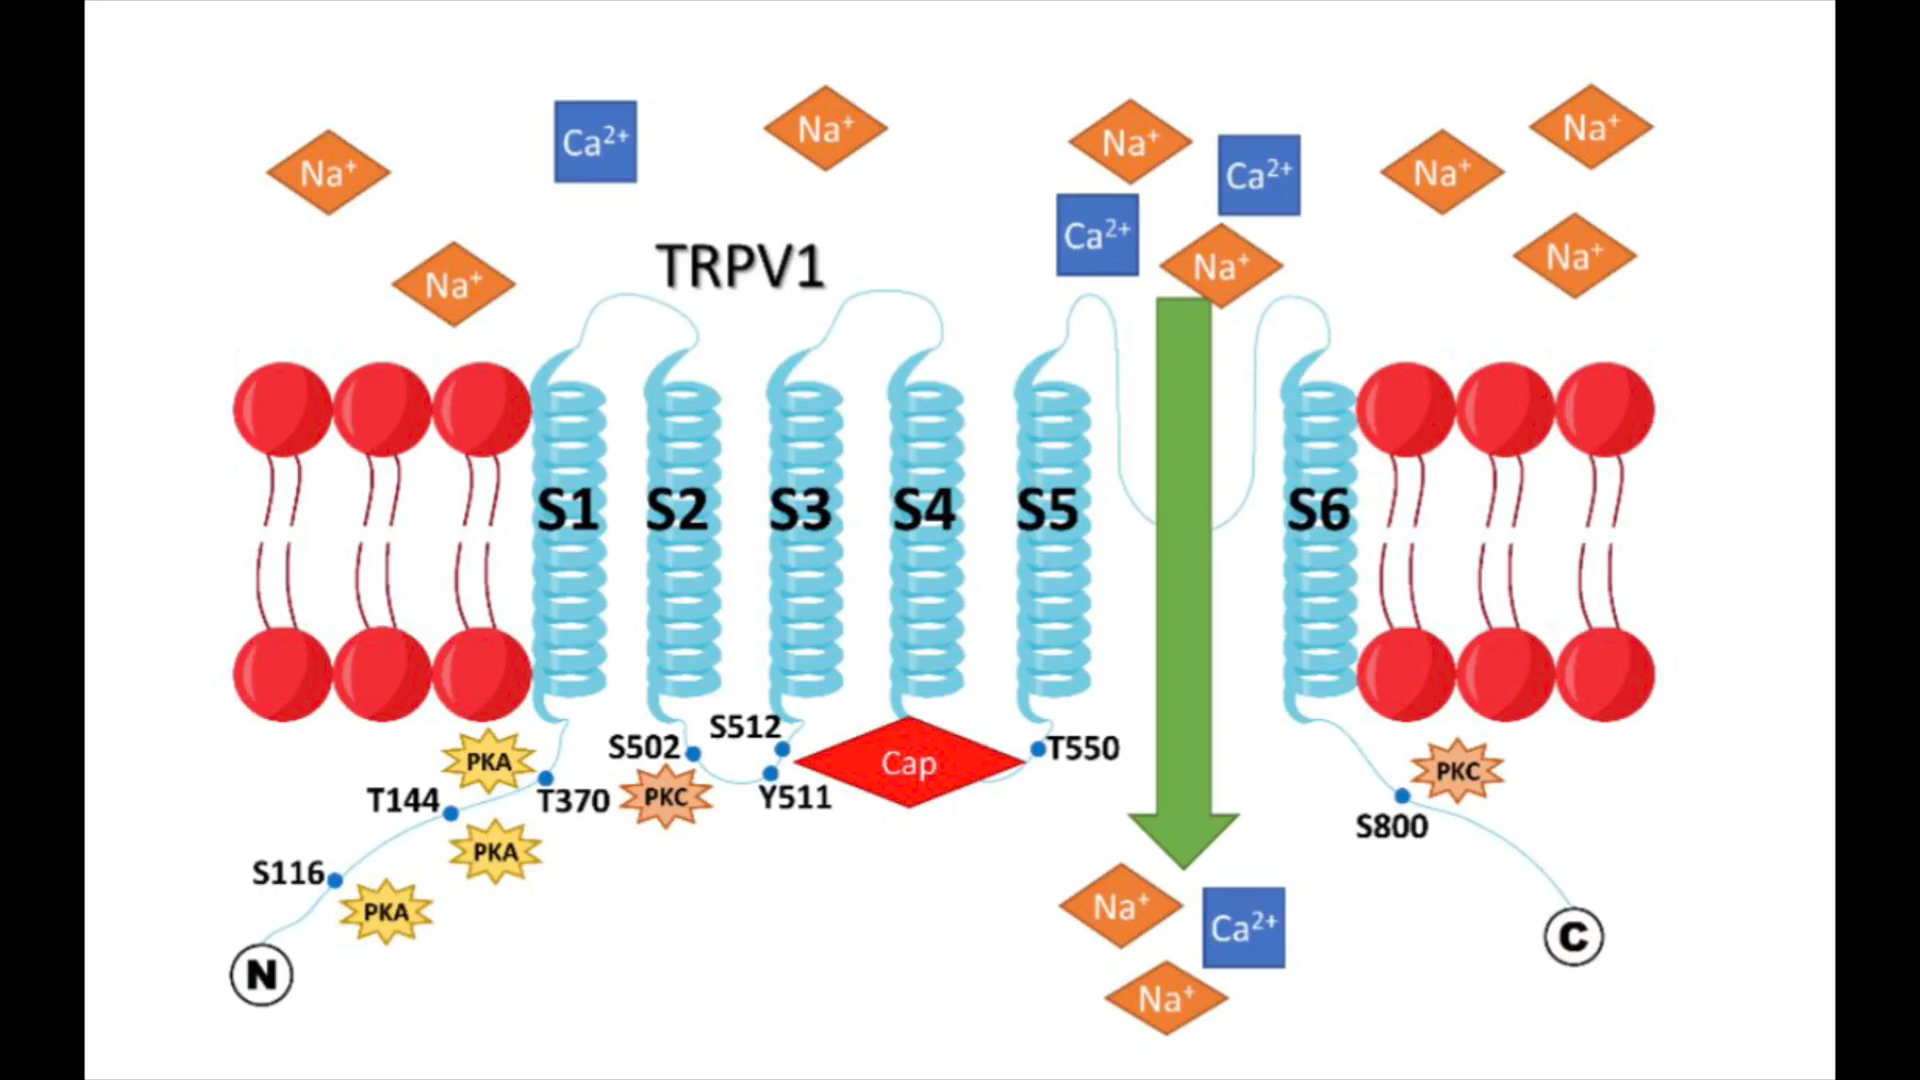 Na⁺
Ca²⁺
Na⁺
Na⁺
Ca²⁺
Na⁺
Na⁺
Na⁺
TRPV1
Ca²⁺
Na⁺
Na⁺
S1 S2 S3 S4 S5 S6
S512
S502
T550
PKA
Cap
PKC
T144
T370
PKC
Y511
S800
PKA
S116
PKA
Na⁺
Ca²⁺
N
C
Na⁺